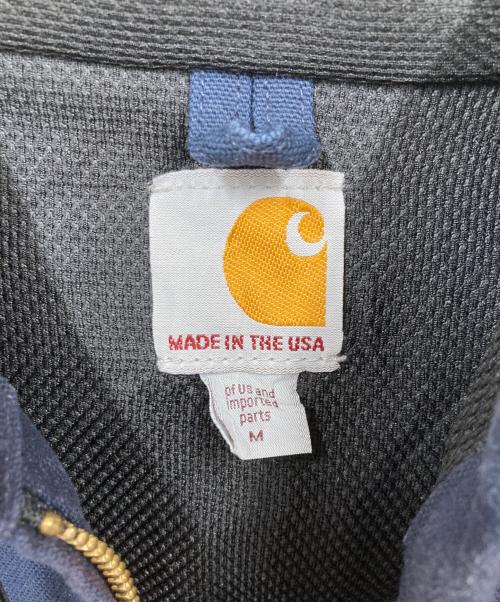 MADE IN THE USA
of US and
imported
parts
M